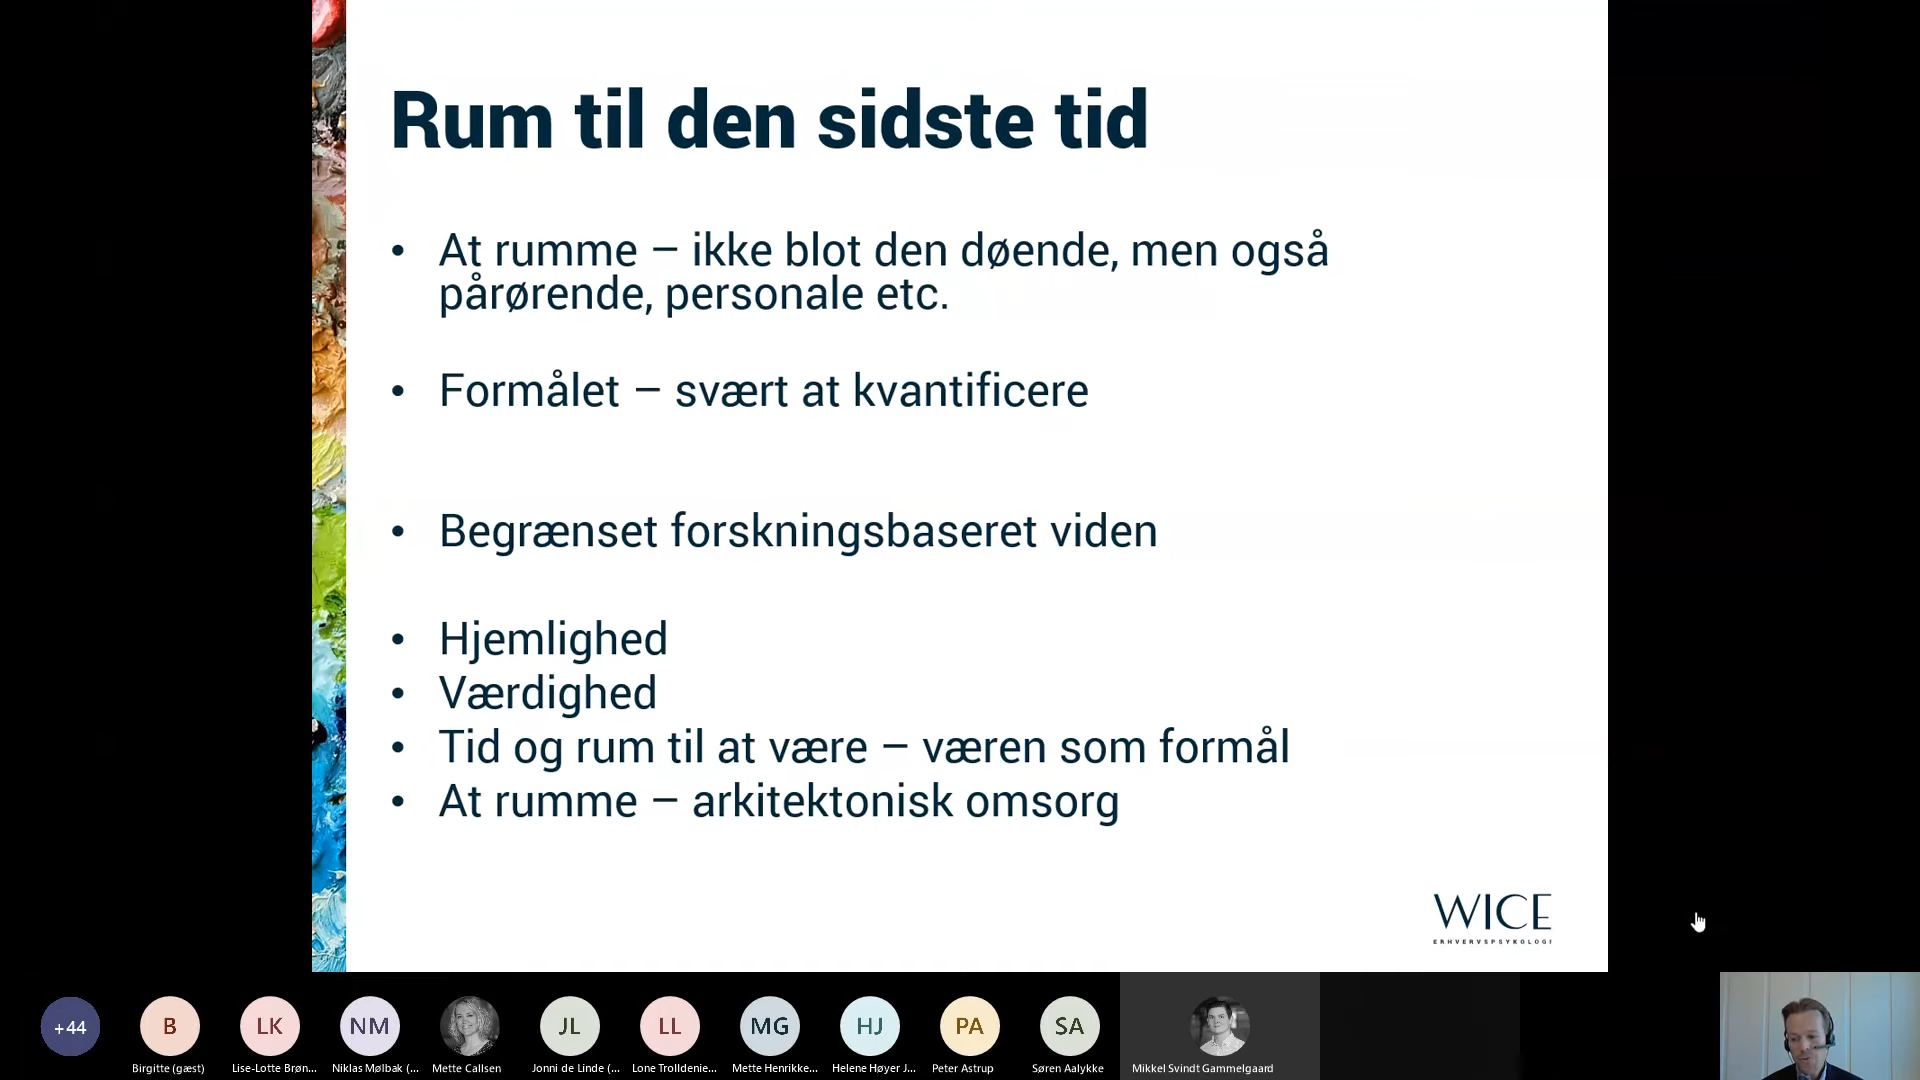 Rum til den sidste tid
• At rumme – ikke blot den døende, men også
pårørende, personale etc.
• Formålet – svært at kvantificere
• Begrænset forskningsbaseret viden
• Hjemlighed
• Værdighed
• Tid og rum til at være – væren som formål
• At rumme – arkitektonisk omsorg
WICE
ERHVERVSPSYKOLOGI
+44
B
LK
NM
JL
LL
MG
HJ
PA
SA
Birgitte (gæst)
Lise-Lotte Brøn...
Niklas Mølbak (...
Mette Callsen
Jonni de Linde (...
Lone Trolldenie...
Mette Henrikke...
Helene Høyer J...
Peter Astrup
Søren Aalykke
Mikkel Svindt Gammelgaard